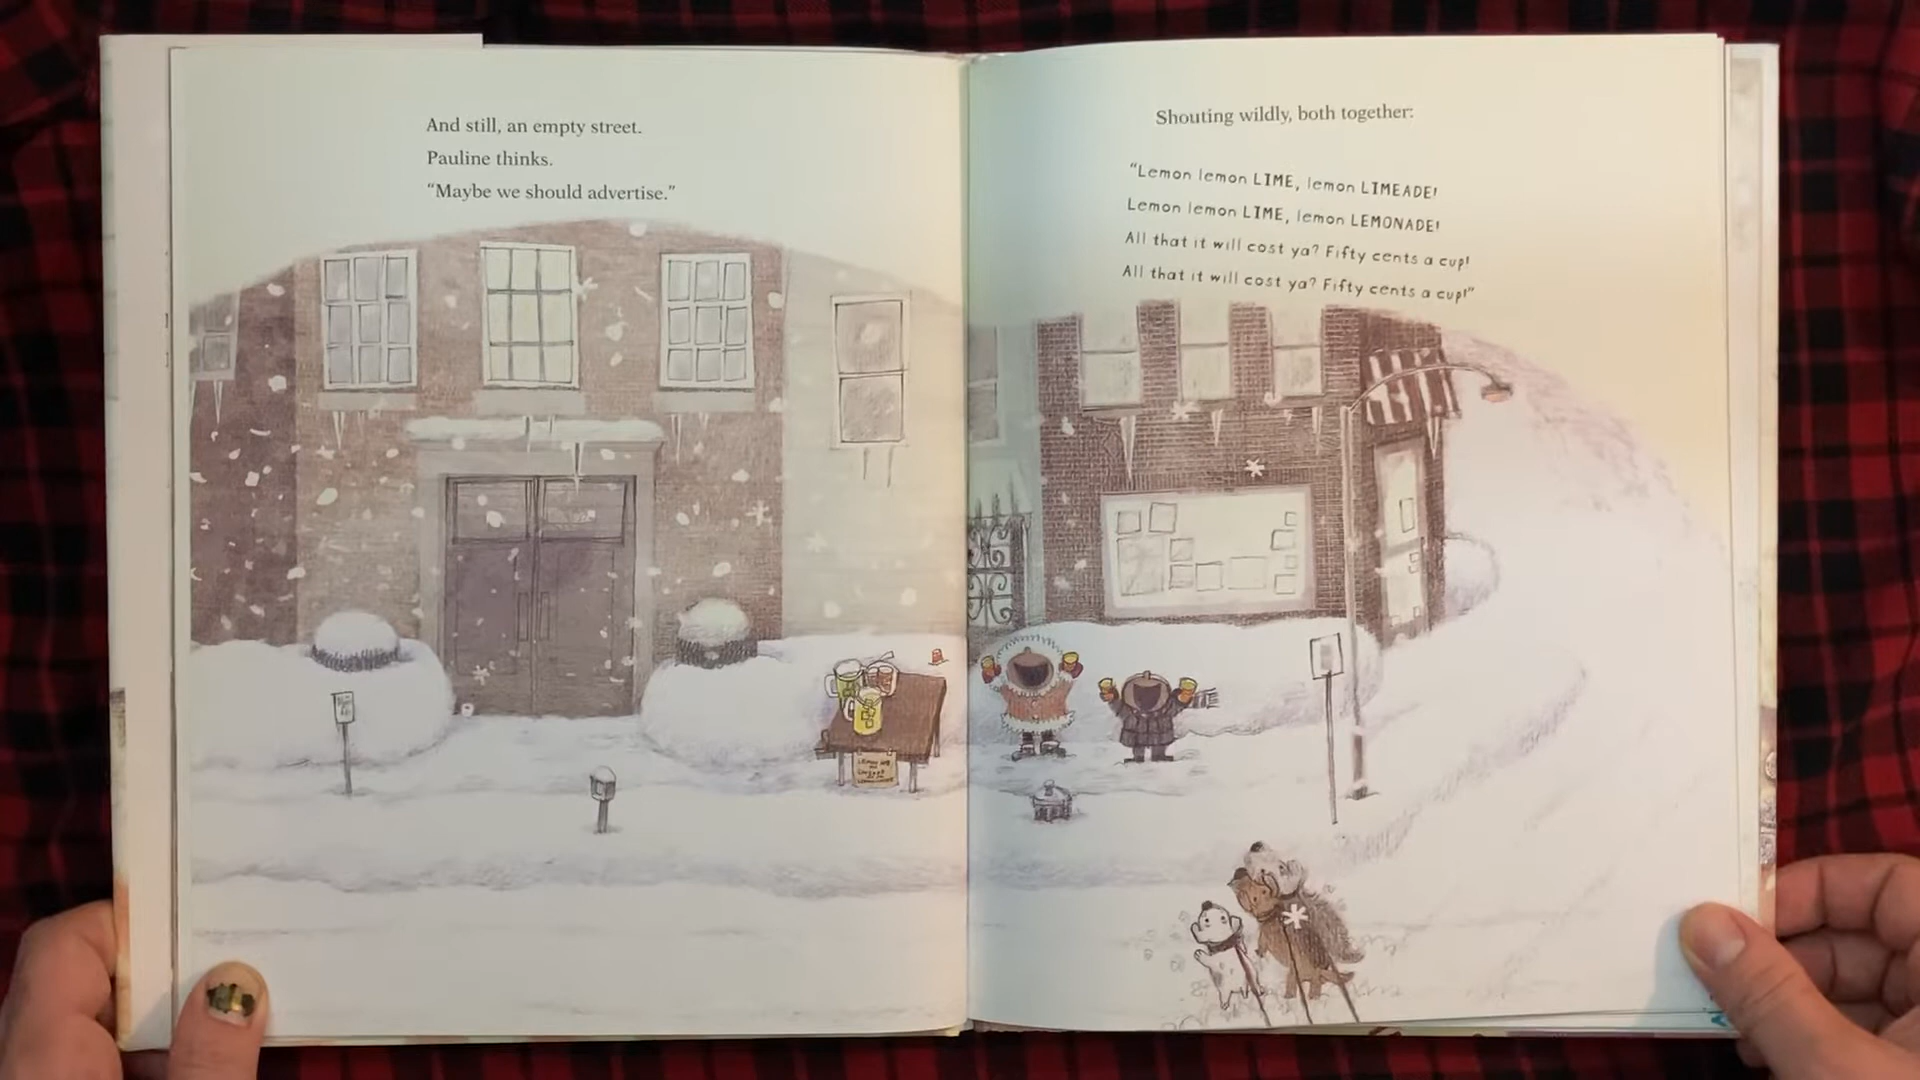 And still, an empty street.
Pauline thinks.
“Maybe we should advertise.”
Shouting wildly, both together:
“Lemon lemon LIME, lemon LIMEADE!
Lemon lemon LIME, lemon LEMONADE!
All that it will cost ya? Fifty cents a cup!
All that it will cost ya? Fifty cents a cup!”